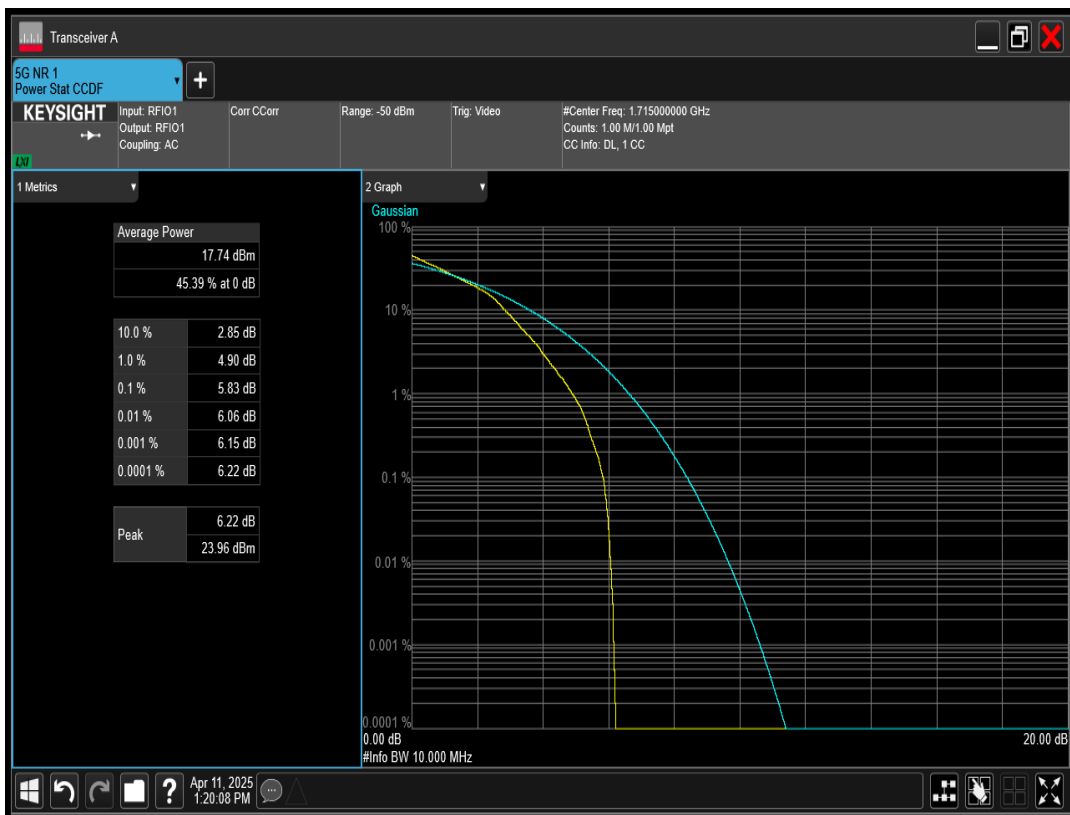 Transceiver A
5G NR 1
Power Stat CCDF
+
KEYSIGHT
LXI
Input: RFIO1
Output: RFIO1
Coupling: AC
Corr CCorr
Range: -50 dBm
Trig: Video
#Center Freq: 1.715000000 GHz
Counts: 1.00 M/1.00 Mpt
CC Info: DL, 1 CC
1 Metrics
Average Power
17.74 dBm
45.39 % at 0 dB
10.0 % 2.85 dB
1.0 % 4.90 dB
0.1 % 5.83 dB
0.01 % 6.06 dB
0.001 % 6.15 dB
0.0001 % 6.22 dB
Peak 6.22 dB
23.96 dBm
2 Graph
Gaussian
100 %
10 %
1 %
0.1 %
0.01 %
0.001 %
0.0001 %
0.00 dB 20.00 dB
#Info BW 10.000 MHz
?
Apr 11, 2025
1:20:08 PM